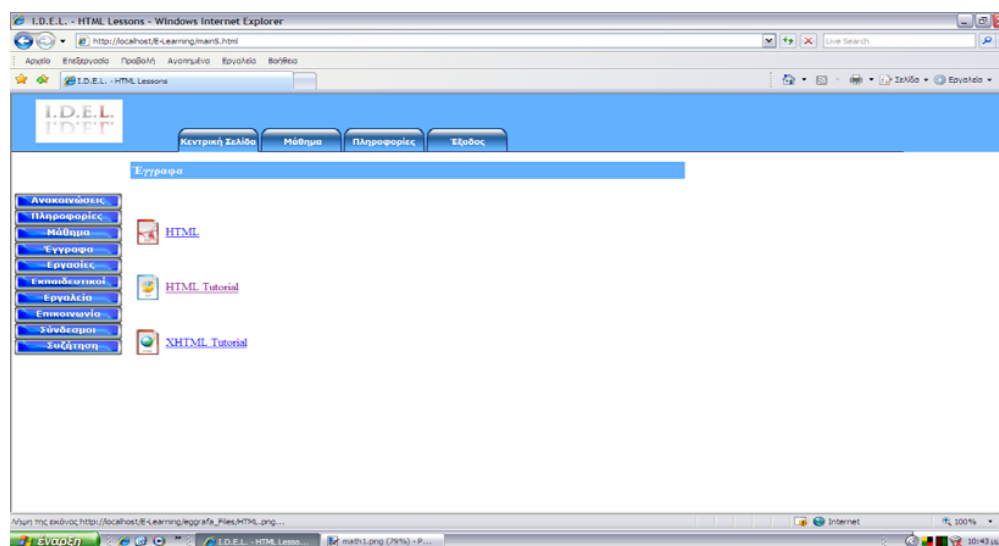 I.D.E.L. - HTML Lessons - Windows Internet Explorer
http://localhost/E-Learning/main5.html
Live Search
Αρχείο Επεξεργασία Προβολή Αγαπημένα Εργαλεία Βοήθεια
I.D.E.L. - HTML Lessons
Σελίδα Εργαλεία
I.D.E.L.
Κεντρική Σελίδα Μάθημα Πληροφορίες Έξοδος
Έγγραφα
Ανακοινώσεις
Πληροφορίες
Μάθημα
Έγγραφα
Εργασίες
Εκπαιδευτικοί
Εργαλεία
Επικοινωνία
Σύνδεσμοι
Συζήτηση
HTML
HTML Tutorial
XHTML Tutorial
Λήψη της εικόνας http://localhost/E-Learning/eggrafa_Files/HTML.png...
Internet
100%
έναρξη
I.D.E.L. - HTML Lesso...
math1.png (79%) - P...
10:43 μμ